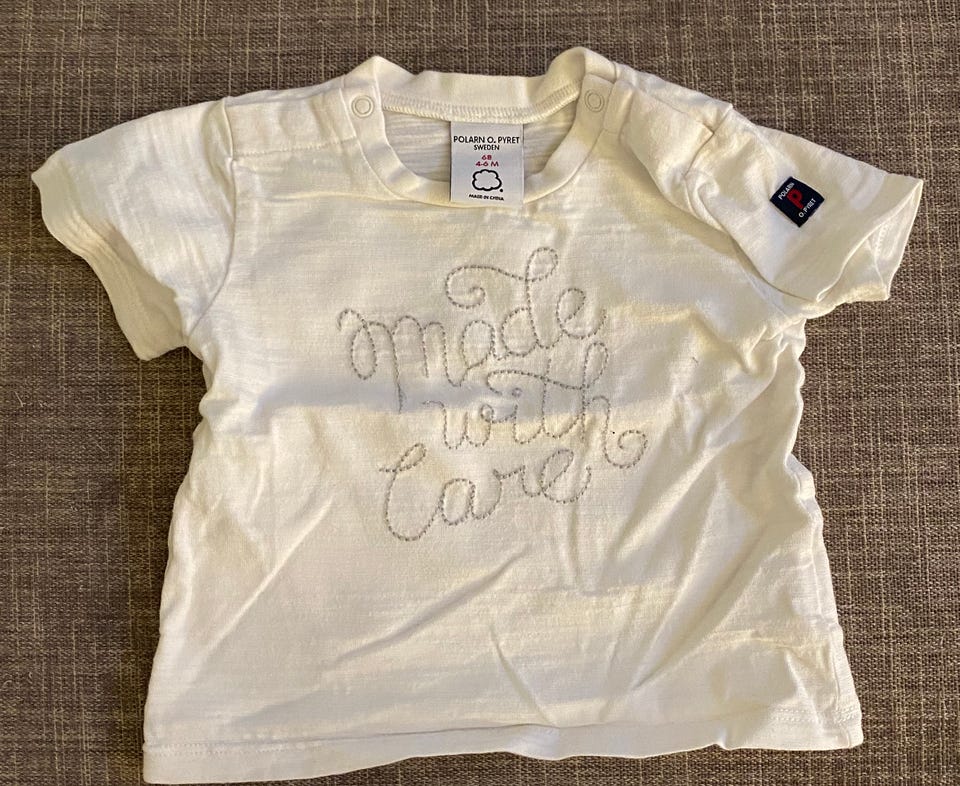 POLARN O. PYRET
SWEDEN
68
4-6 M
MADE IN CHINA
POLARN
P
O. PYRET
made
with
Care